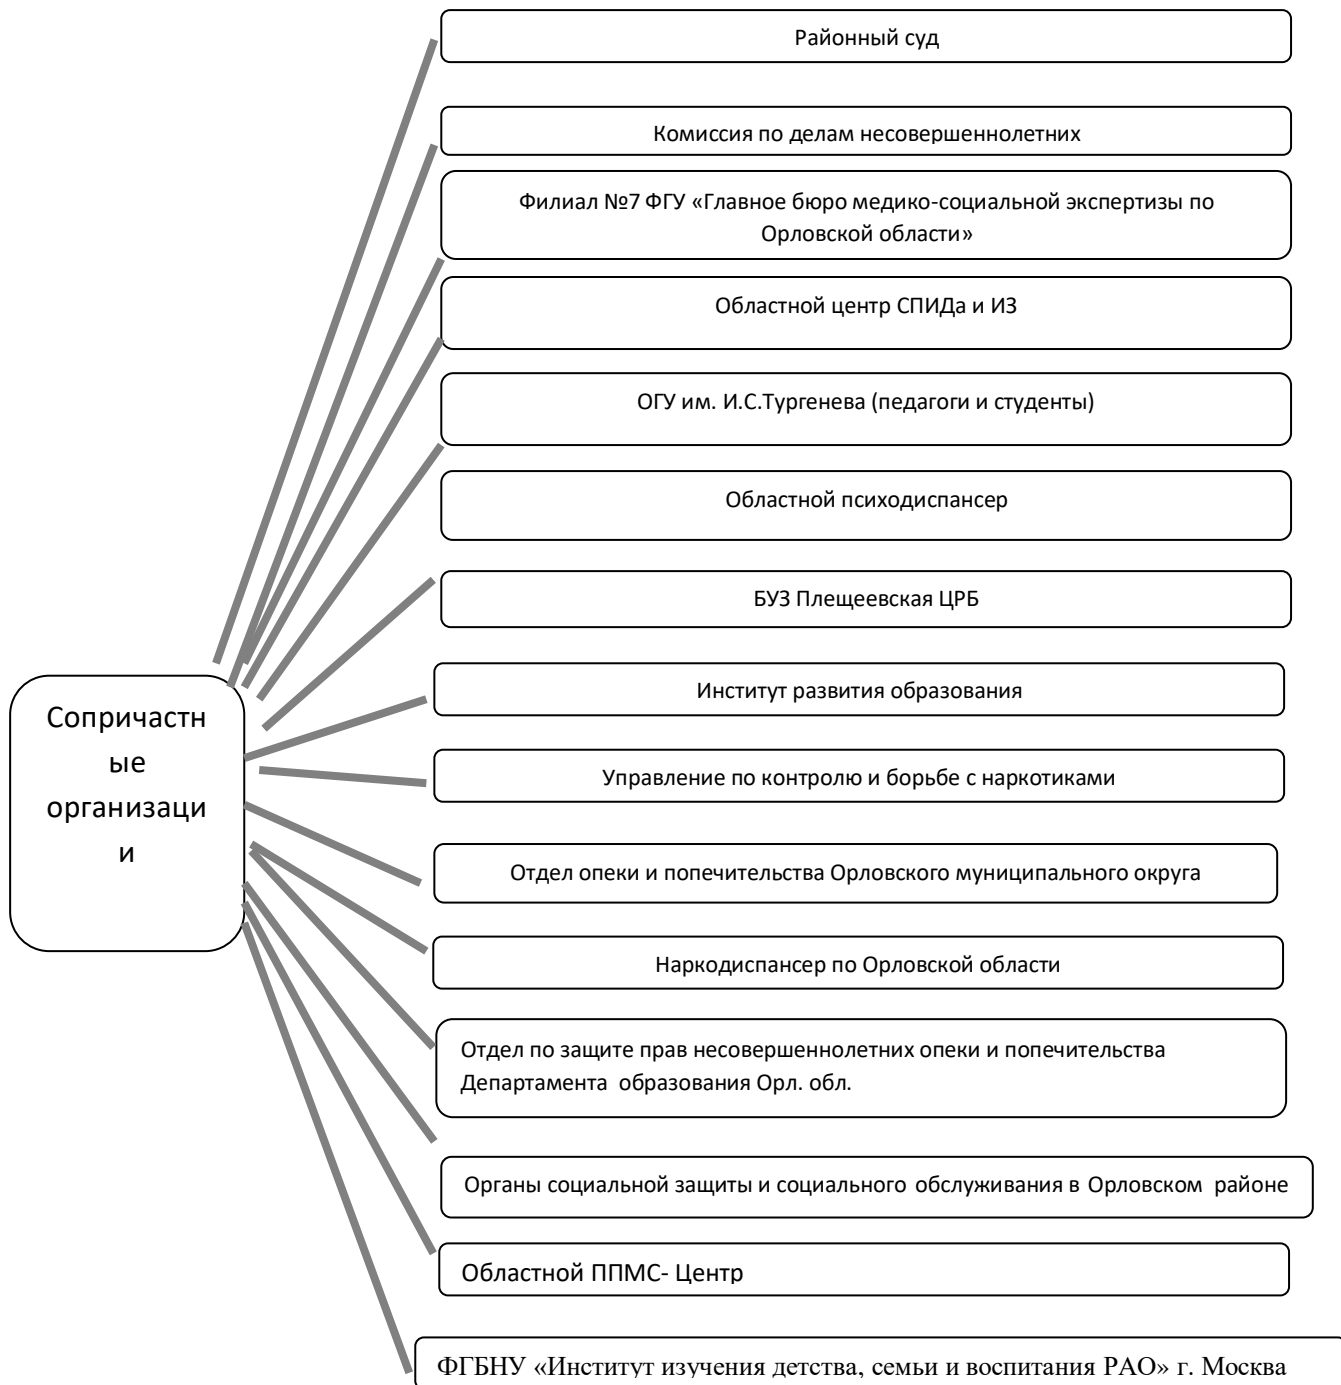 Районный суд
Комиссия по делам несовершеннолетних
Филиал №7 ФГУ «Главное бюро медико-социальной экспертизы по
Орловской области»
Областной центр СПИДа и ИЗ
ОГУ им. И.С.Тургенева (педагоги и студенты)
Областной психодиспансер
БУЗ Плещеевская ЦРБ
Сопричастн
ые
организаци
и
Институт развития образования
Управление по контролю и борьбе с наркотиками
Отдел опеки и попечительства Орловского муниципального округа
Наркодиспансер по Орловской области
Отдел по защите прав несовершеннолетних опеки и попечительства
Департамента образования Орл. обл.
Органы социальной защиты и социального обслуживания в Орловском районе
Областной ППМС- Центр
ФГБНУ «Институт изучения детства, семьи и воспитания РАО» г. Москва